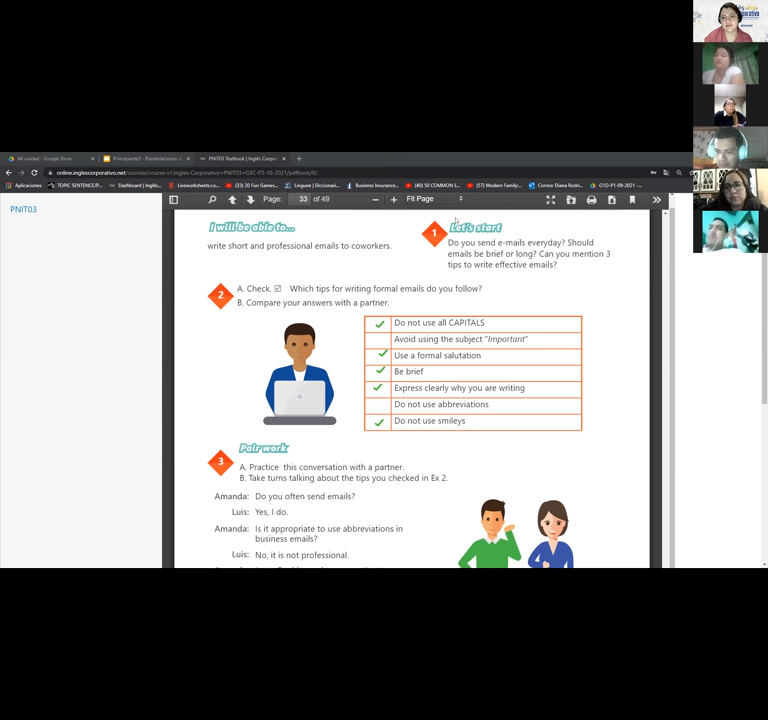 Mi unidad - Google Drive
Principiante3 - Presentaciones d
PNIT03 Textbook | Inglés Corpor
online.inglescorporativo.net/courses/course-v1:Ingles-Corporativo+PNIT03+G3C-P3-10-2021/pdfbook/0/
Aplicaciones
TOPIC SENTENCE/P...
Dashboard | Inglés...
Liveworksheets.co...
(33) 20 Fun Games...
Linguee | Diccionari...
Business Insurance...
(40) 50 COMMON E...
(57) Modern Family...
Correo: Diana Rodri...
G1O-P1-09-2021 -...
Page: 33 of 49
Fit Page
PNIT03
I will be able to...
write short and professional emails to coworkers.
1
Let's start
Do you send e-mails everyday? Should
emails be brief or long? Can you mention 3
tips to write effective emails?
2
A. Check. ☑ Which tips for writing formal emails do you follow?
B. Compare your answers with a partner.
Do not use all CAPITALS
Avoid using the subject "Important"
Use a formal salutation
Be brief
Express clearly why you are writing
Do not use abbreviations
Do not use smileys
3
Pair work
A. Practice this conversation with a partner.
B. Take turns talking about the tips you checked in Ex 2.
Amanda: Do you often send emails?
Luis: Yes, I do.
Amanda: Is it appropriate to use abbreviations in
business emails?
Luis: No, it is not professional.